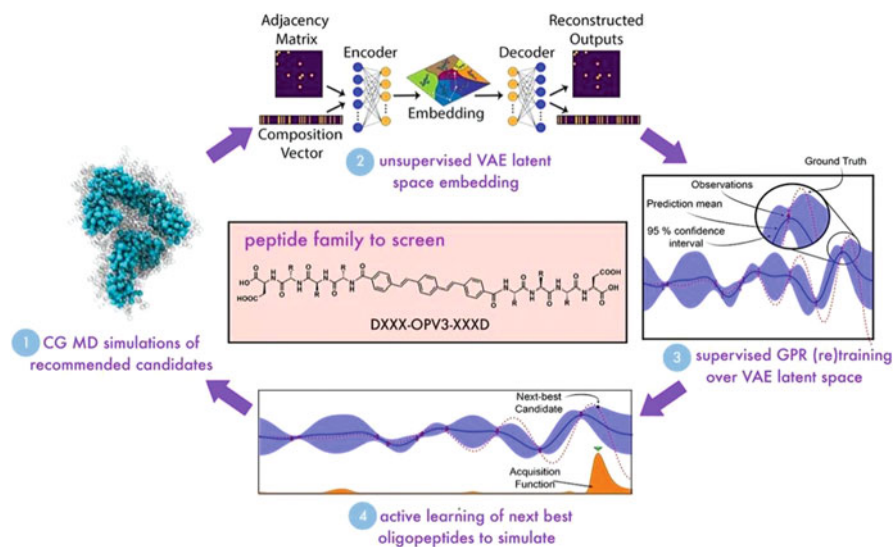 Adjacency
Matrix
Encoder
Decoder
Reconstructed
Outputs
Embedding
Composition
Vector
2 unsupervised VAE latent
space embedding
Ground Truth
Observations
Prediction mean
95 % confidence
interval
peptide family to screen
DXXX-OPV3-XXXD
1 CG MD simulations of
recommended candidates
3 supervised GPR (re)training
over VAE latent space
Next-best
Candidate
Acquisition
Function
4 active learning of next best
oligopeptides to simulate